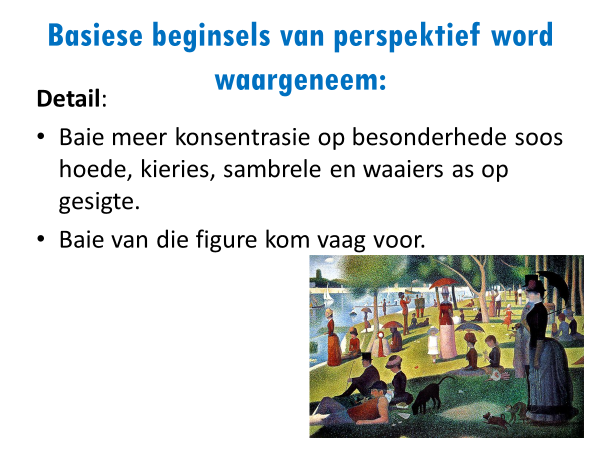 Basiese beginsels van perspektief word
waargeneem:
Detail:
• Baie meer konsentrasie op besonderhede soos
hoede, kieries, sambrele en waaiers as op
gesigte.
• Baie van die figure kom vaag voor.